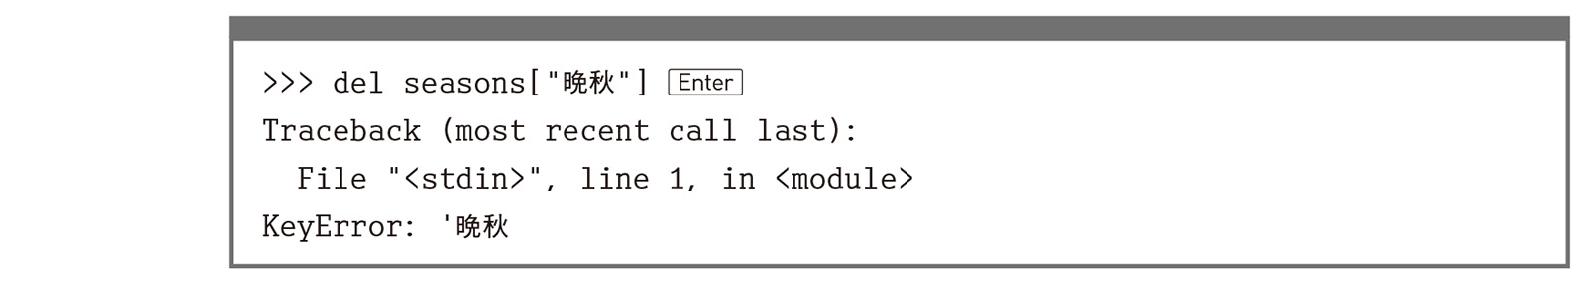 >>> del seasons["晩秋"] Enter
Traceback (most recent call last):
  File "<stdin>", line 1, in <module>
KeyError: '晩秋